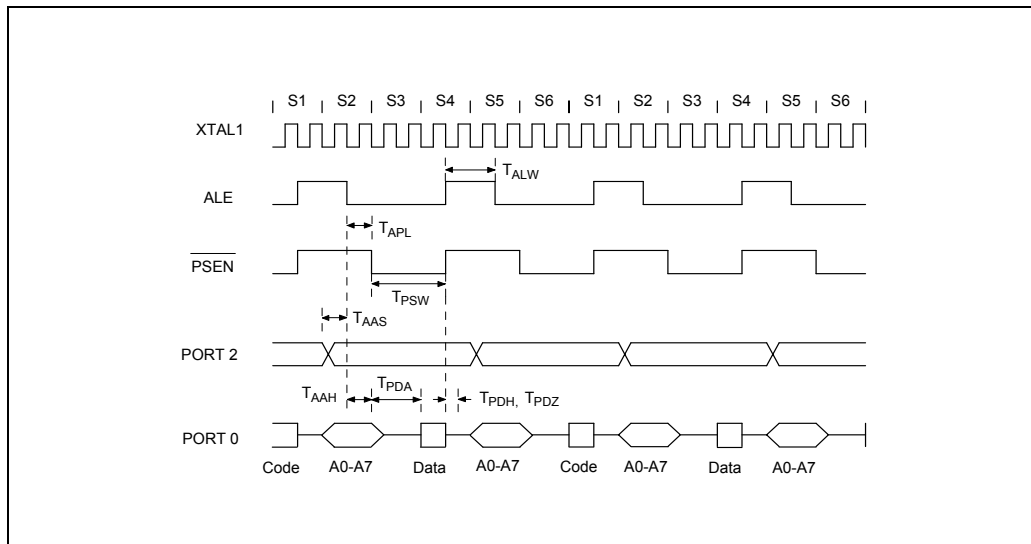 S1 S2 S3 S4 S5 S6 S1 S2 S3 S4 S5 S6
XTAL1
TALW
ALE
TAPL
PSEN
TPSW
TAAS
PORT 2
TAAH TPDA TPDH, TPDZ
PORT 0
Code A0-A7 Data A0-A7 Code A0-A7 Data A0-A7